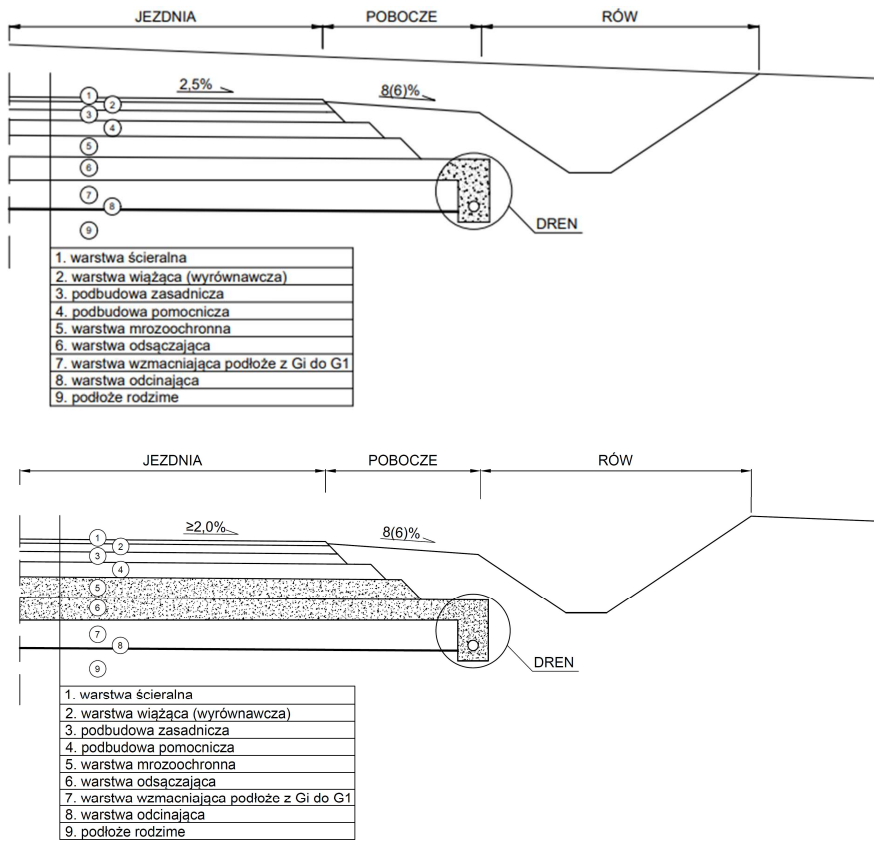 JEZDNIA POBOCZE RÓW
2,5% 8(6)%
1
2
3
4
5
6
7
8
9
DREN
1. warstwa ścieralna
2. warstwa wiążąca (wyrównawcza)
3. podbudowa zasadnicza
4. podbudowa pomocnicza
5. warstwa mrozoochronna
6. warstwa odsączająca
7. warstwa wzmacniająca podłoże z Gi do G1
8. warstwa odcinająca
9. podłoże rodzime
JEZDNIA POBOCZE RÓW
≥2,0% 8(6)%
1
2
3
4
5
6
7
8
9
DREN
1. warstwa ścieralna
2. warstwa wiążąca (wyrównawcza)
3. podbudowa zasadnicza
4. podbudowa pomocnicza
5. warstwa mrozoochronna
6. warstwa odsączająca
7. warstwa wzmacniająca podłoże z Gi do G1
8. warstwa odcinająca
9. podłoże rodzime